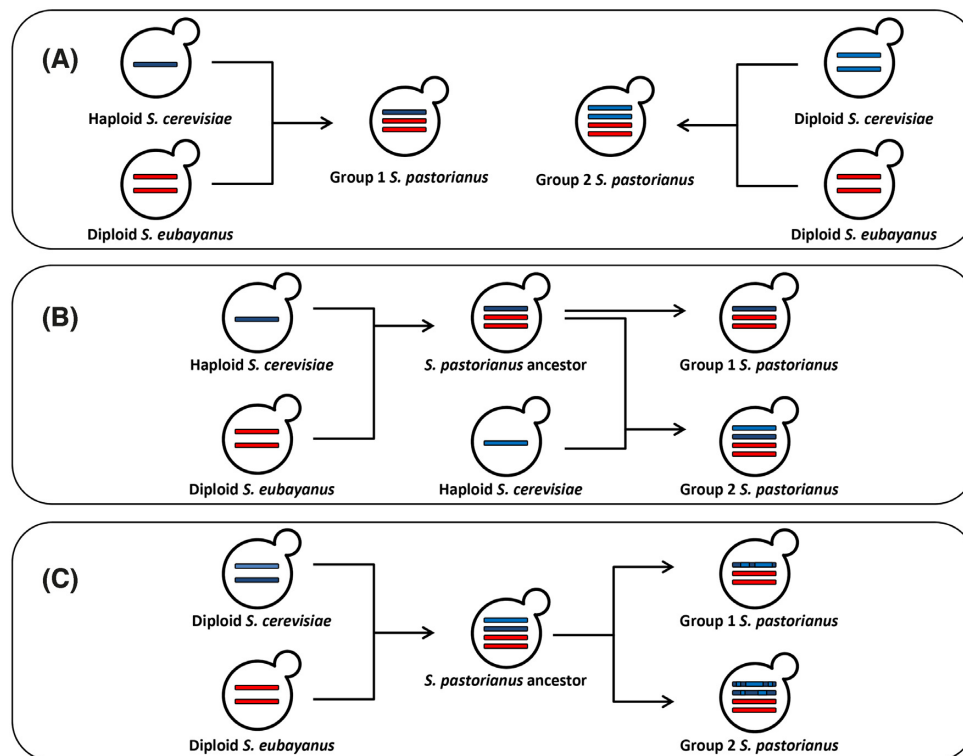 (A)
Haploid S. cerevisiae
Diploid S. cerevisiae
Group 1 S. pastorianus
Group 2 S. pastorianus
Diploid S. eubayanus
Diploid S. eubayanus
(B)
Haploid S. cerevisiae
S. pastorianus ancestor
Group 1 S. pastorianus
Diploid S. eubayanus
Haploid S. cerevisiae
Group 2 S. pastorianus
(C)
Diploid S. cerevisiae
Group 1 S. pastorianus
S. pastorianus ancestor
Diploid S. eubayanus
Group 2 S. pastorianus